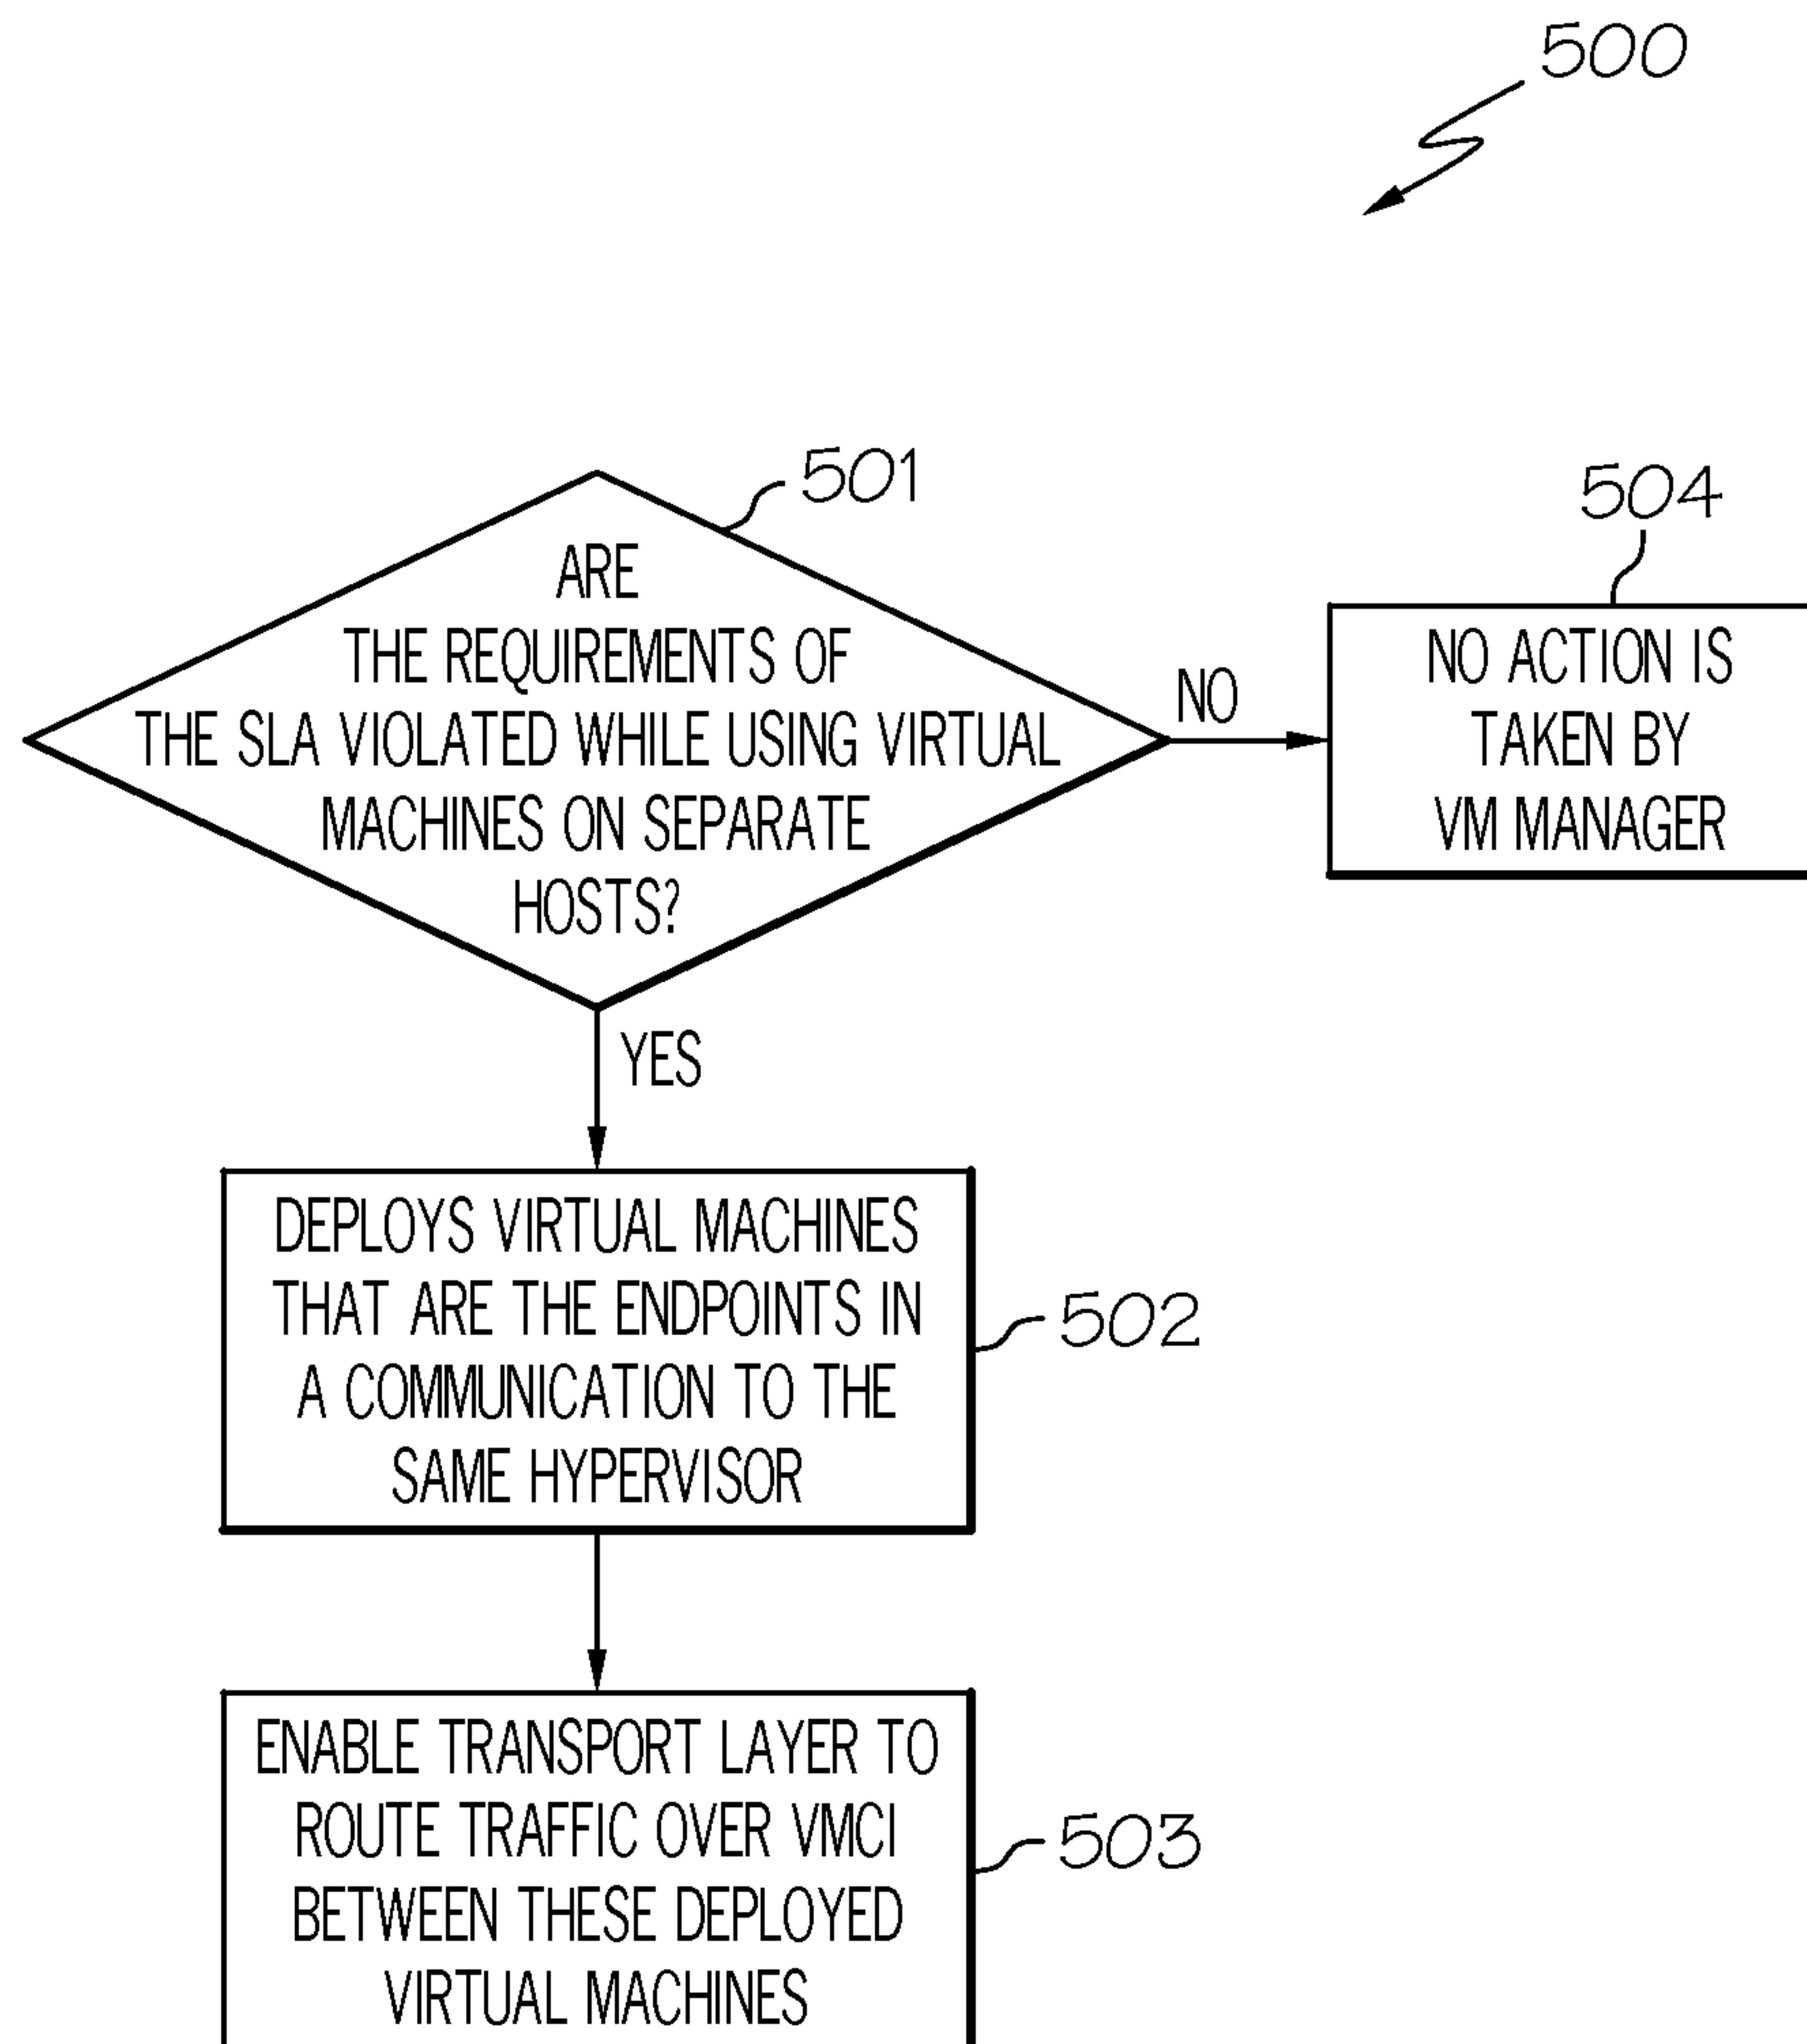 500
501
ARE
THE REQUIREMENTS OF
THE SLA VIOLATED WHILE USING VIRTUAL
MACHINES ON SEPARATE
HOSTS?
NO
504
NO ACTION IS
TAKEN BY
VM MANAGER
YES
DEPLOYS VIRTUAL MACHINES
THAT ARE THE ENDPOINTS IN
A COMMUNICATION TO THE
SAME HYPERVISOR
502
ENABLE TRANSPORT LAYER TO
ROUTE TRAFFIC OVER VMCI
BETWEEN THESE DEPLOYED
VIRTUAL MACHINES
503